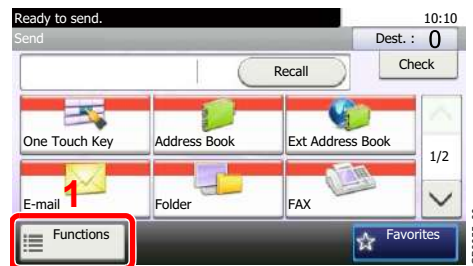 Ready to send. 10:10
Send Dest. : 0
Recall Check
One Touch Key Address Book Ext Address Book
1/2
E-mail 1 Folder FAX
Functions Favorites